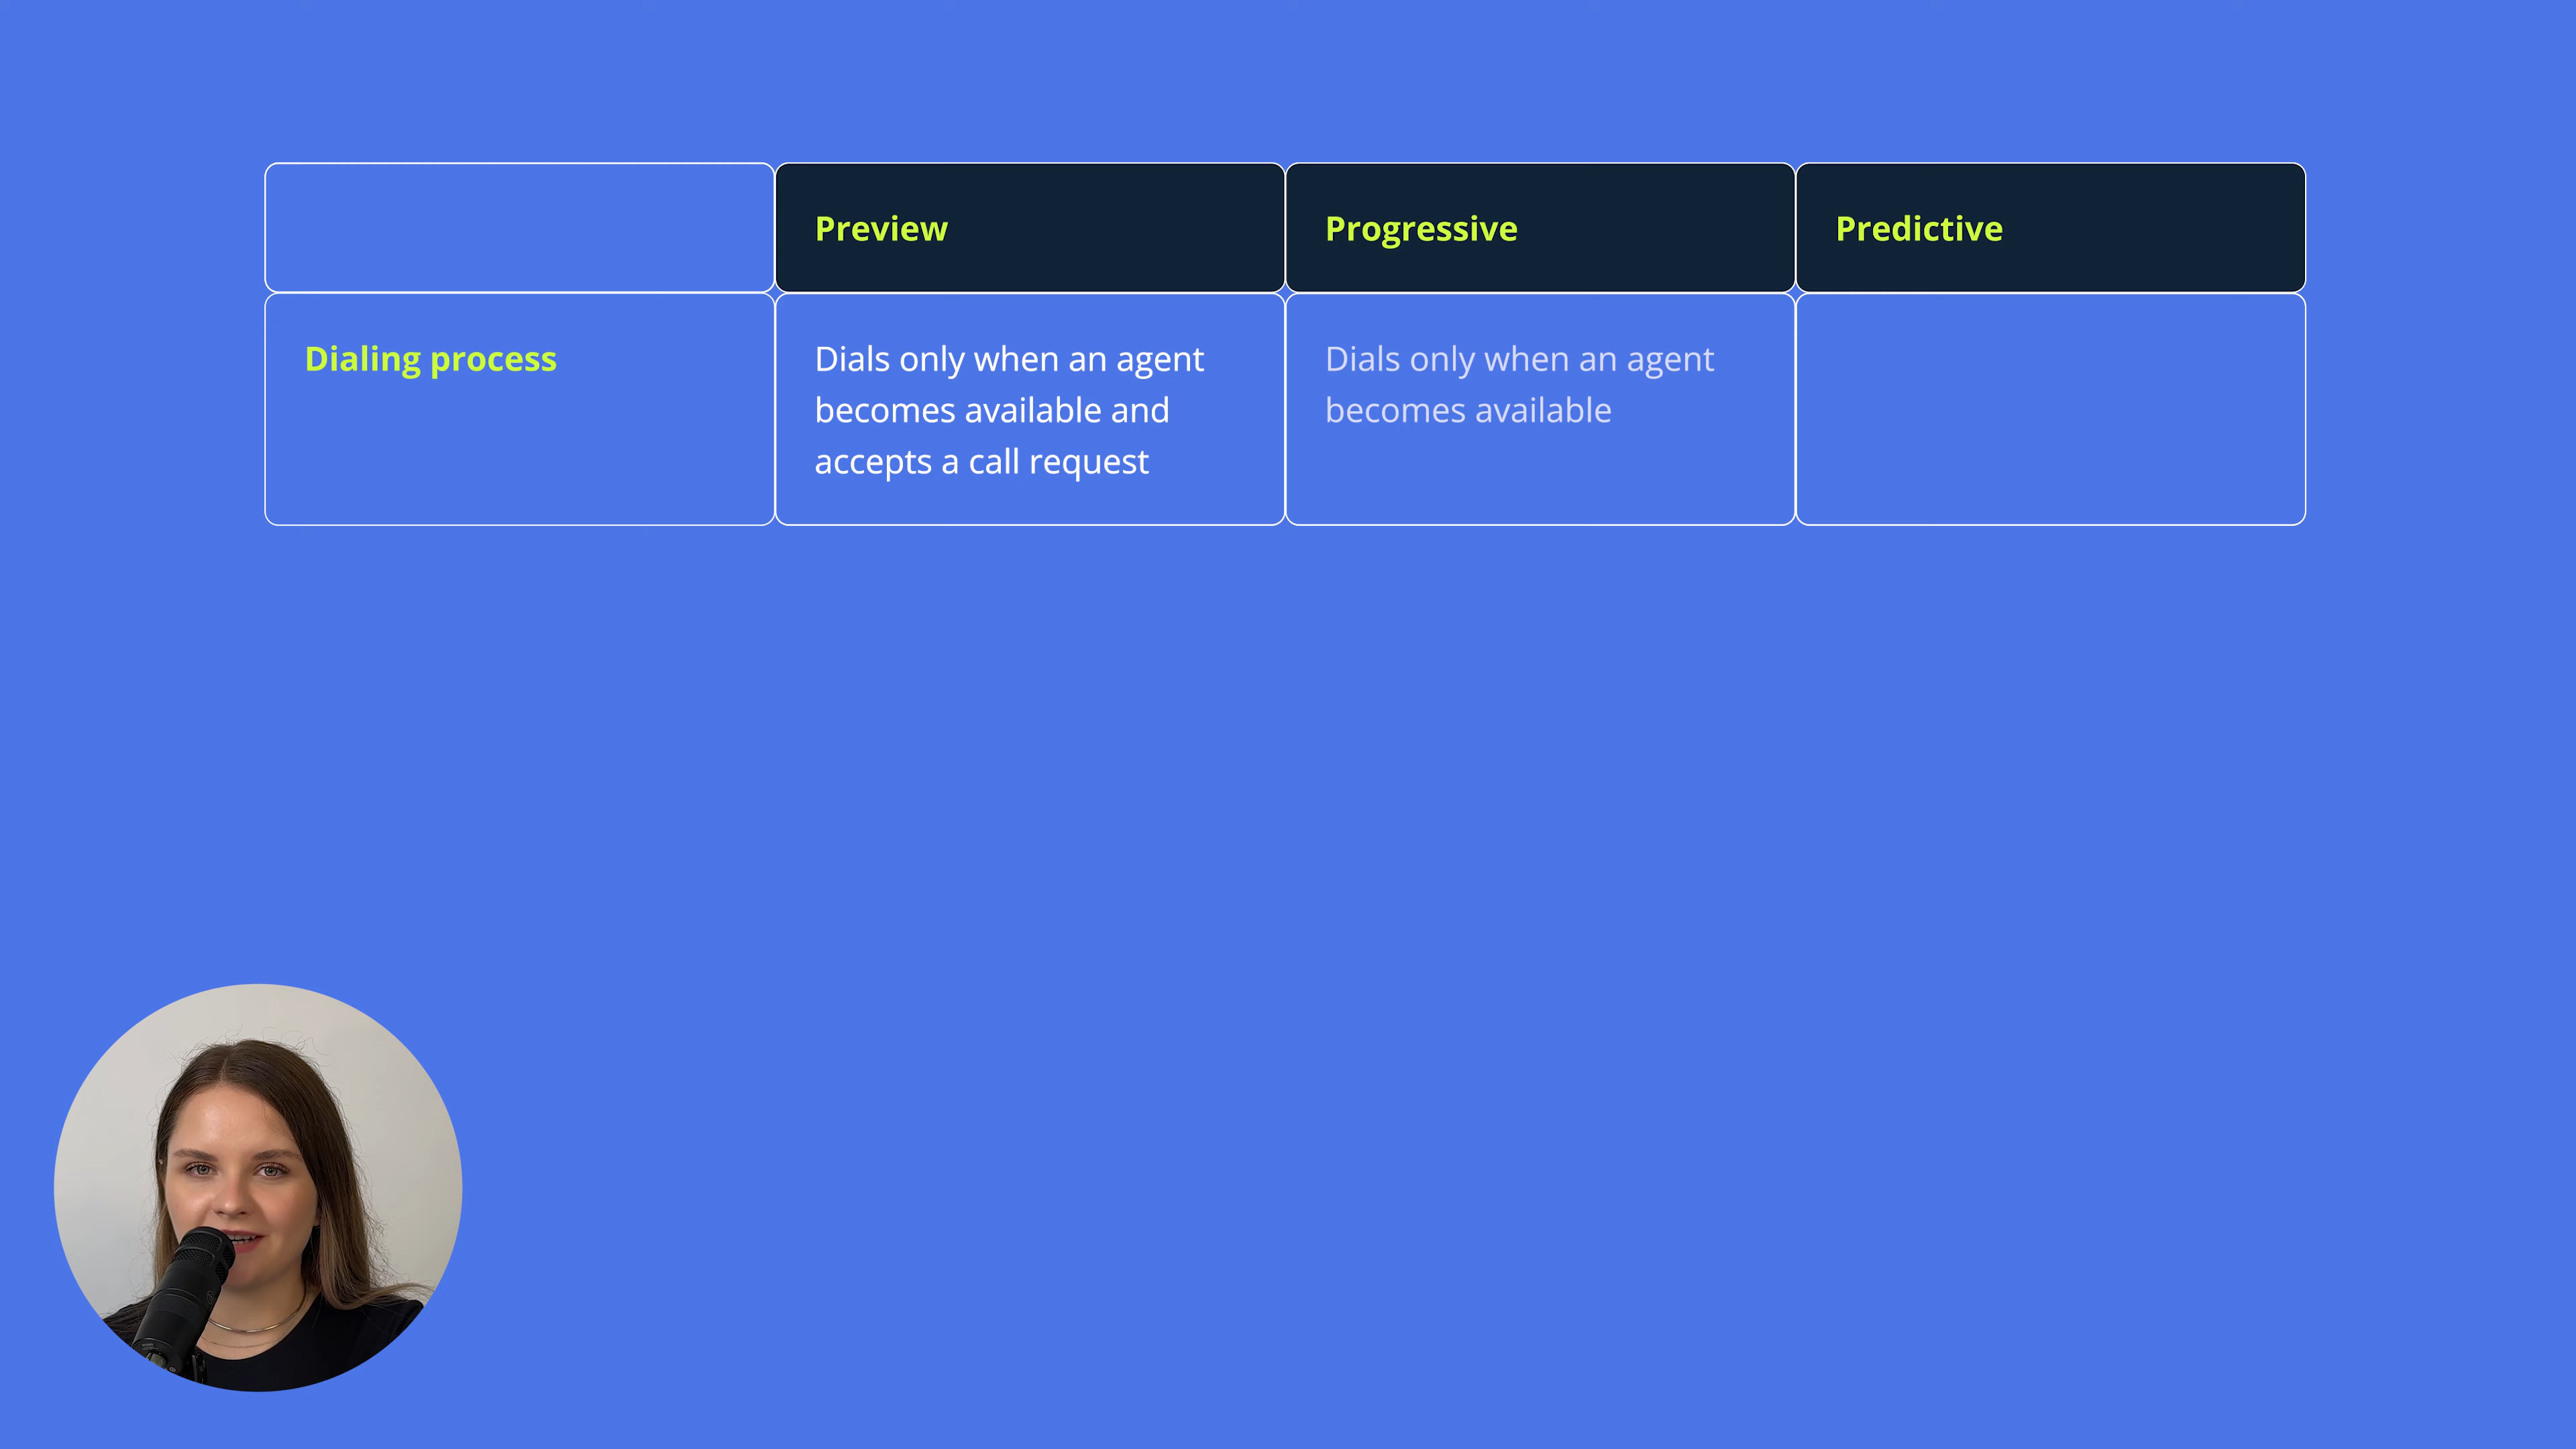 Preview
Progressive
Predictive
Dialing process
Dials only when an agent
becomes available and
accepts a call request
Dials only when an agent
becomes available